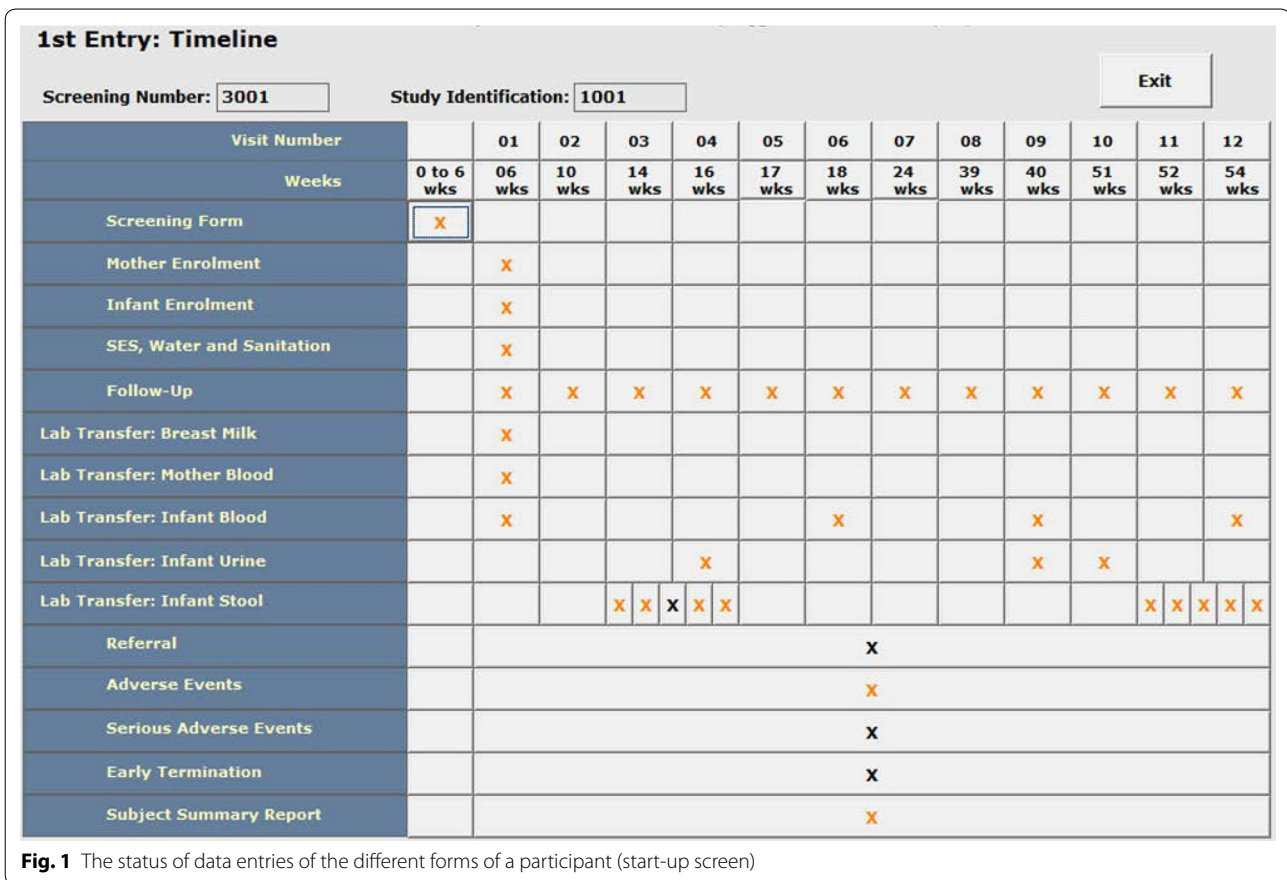 1st Entry: Timeline
Exit
Screening Number: 3001 Study Identification: 1001
Visit Number 01 02 03 04 05 06 07 08 09 10 11 12
Weeks 0 to 6 wks 06 wks 10 wks 14 wks 16 wks 17 wks 18 wks 24 wks 39 wks 40 wks 51 wks 52 wks 54 wks
Screening Form X
Mother Enrolment X
Infant Enrolment X
SES, Water and Sanitation X
Follow-Up X X X X X X X X X X X X
Lab Transfer: Breast Milk X
Lab Transfer: Mother Blood X
Lab Transfer: Infant Blood X X X X
Lab Transfer: Infant Urine X X X
Lab Transfer: Infant Stool X X X X X X X X X X
Referral X
Adverse Events X
Serious Adverse Events X
Early Termination X
Subject Summary Report X
Fig. 1 The status of data entries of the different forms of a participant (start-up screen)